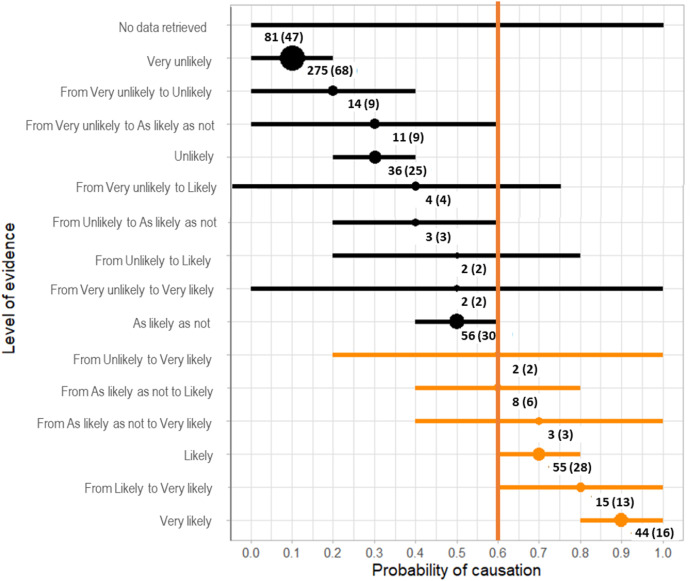 No data retrieved
81 (47)
Very unlikely
275 (68)
From Very unlikely to Unlikely
14 (9)
From Very unlikely to As likely as not
11 (9)
Unlikely
36 (25)
From Very unlikely to Likely
4 (4)
From Unlikely to As likely as not
3 (3)
From Unlikely to Likely
2 (2)
From Very unlikely to Very likely
2 (2)
As likely as not
56 (30
From Unlikely to Very likely
2 (2)
From As likely as not to Likely
8 (6)
From As likely as not to Very likely
3 (3)
Likely
55 (28)
From Likely to Very likely
15 (13)
Very likely
44 (16)
0.0 0.1 0.2 0.3 0.4 0.5 0.6 0.7 0.8 0.9 1.0
Probability of causation
Level of evidence